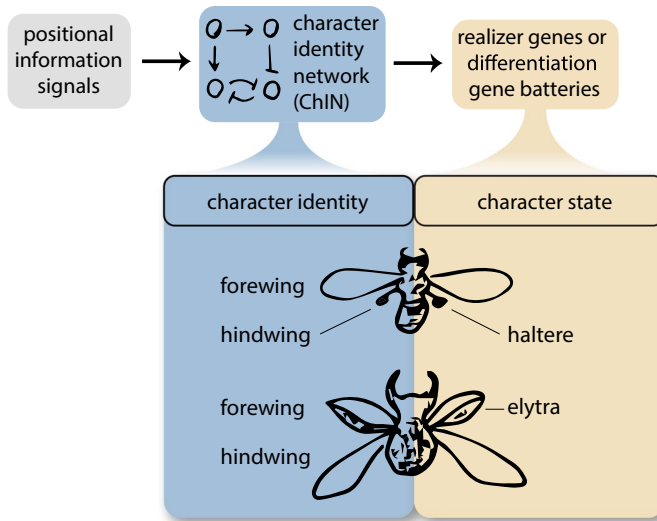 positional
information
signals
character
identity
network
(ChIN)
realizer genes or
differentiation
gene batteries
character identity
character state
forewing
hindwing
haltere
forewing
elytra
hindwing